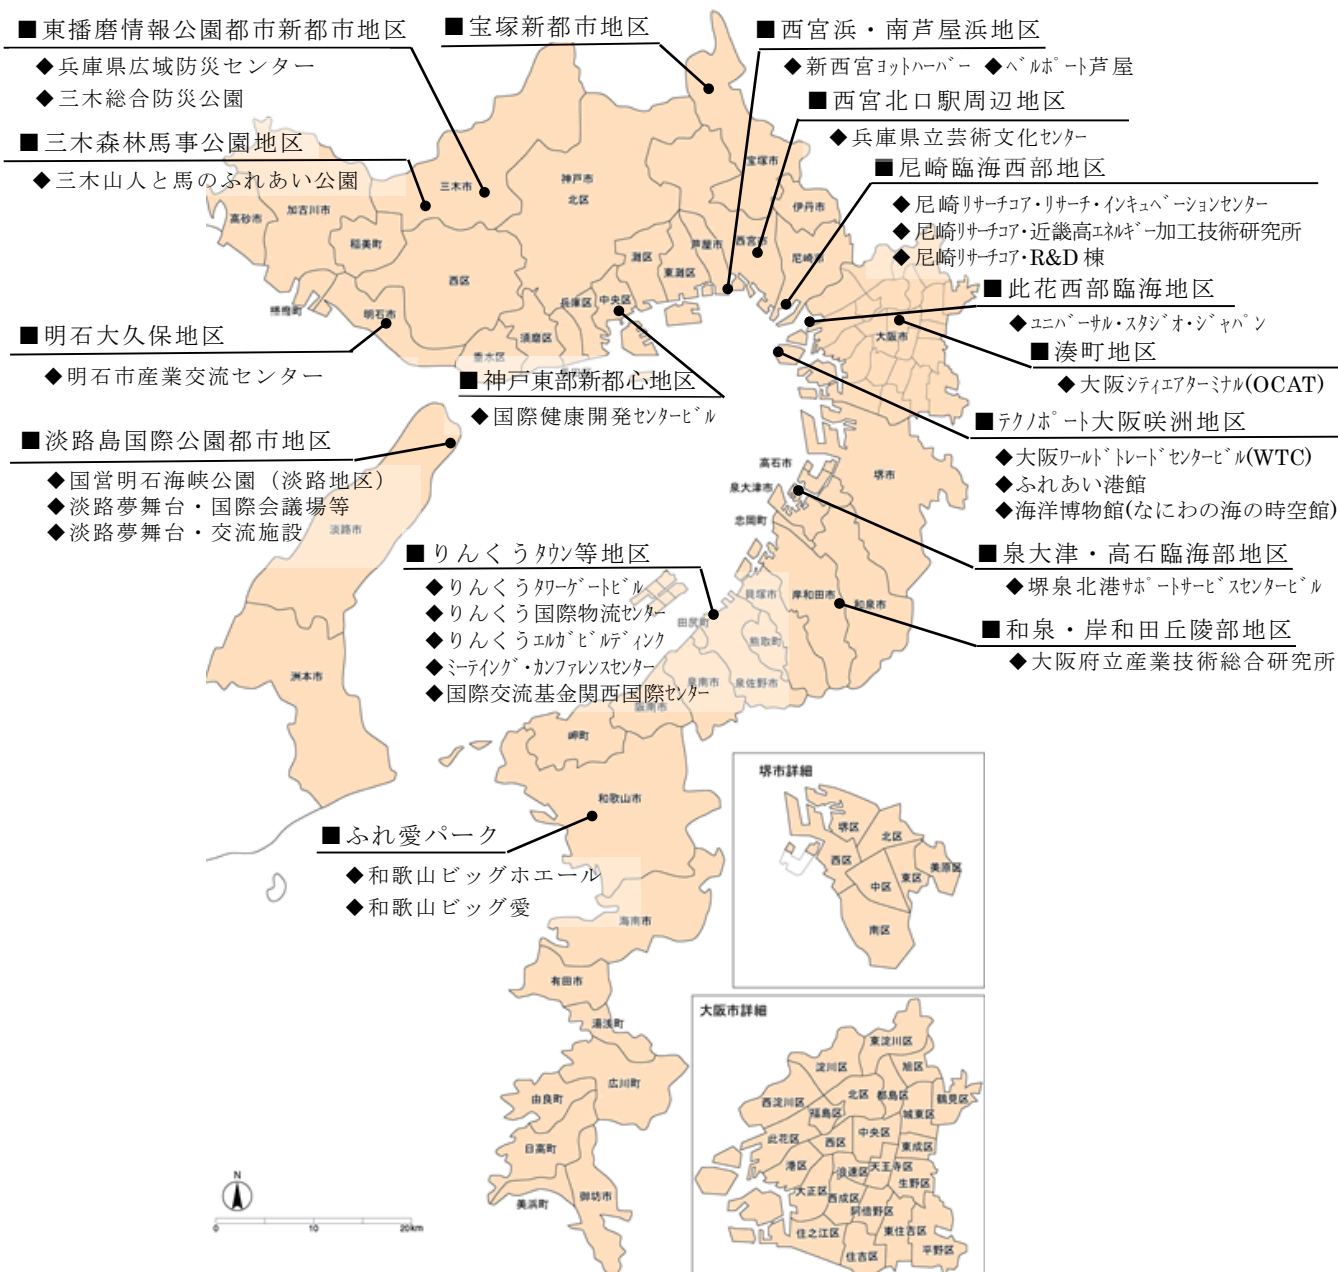 ■東播磨情報公園都市新都市地区
◆兵庫県広域防災センター
◆三木総合防災公園
■三木森林馬事公園地区
◆三木山人と馬のふれあい公園
■宝塚新都市地区
■西宮浜・南芦屋浜地区
◆新西宮ヨットハーバー ◆ベルポート芦屋
■西宮北口駅周辺地区
◆兵庫県立芸術文化センター
■尼崎臨海西部地区
◆尼崎リサーチコア・リサーチ・インキュベーションセンター
◆尼崎リサーチコア・近畿高エネルギー加工技術研究所
◆尼崎リサーチコア・R&D 棟
■此花西部臨海地区
◆ユニバーサル・スタジオ・ジャパン
■湊町地区
◆大阪シティエアターミナル(OCAT)
■テクノポート大阪咲洲地区
◆大阪ワールドトレードセンタービル(WTC)
◆ふれあい港館
◆海洋博物館(なにわの海の時空館)
■泉大津・高石臨海部地区
◆堺泉北港サポートサービスセンタービル
■和泉・岸和田丘陵部地区
◆大阪府立産業技術総合研究所
■明石大久保地区
◆明石市産業交流センター
■神戸東部新都心地区
◆国際健康開発センタービル
■淡路島国際公園都市地区
◆国営明石海峡公園（淡路地区）
◆淡路夢舞台・国際会議場等
◆淡路夢舞台・交流施設
■りんくうタウン等地区
◆りんくうタワーゲートビル
◆りんくう国際物流センター
◆りんくうエルガビルディング
◆ミーティング・カンファレンスセンター
◆国際交流基金関西国際センター
■ふれ愛パーク
◆和歌山ビッグホエール
◆和歌山ビッグ愛
宝塚市
三木市
神戸市
北区
加古川市
高砂市
稲美町
播磨町
明石市
西区
垂水区
須磨区
兵庫区
中央区
灘区
東灘区
芦屋市
西宮市
伊丹市
尼崎市
大阪市
堺市
高石市
泉大津市
忠岡町
岸和田市
和泉市
貝塚市
熊取町
田尻町
泉佐野市
泉南市
阪南市
岬町
淡路市
洲本市
和歌山市
海南市
有田市
湯浅町
広川町
由良町
日高町
美浜町
御坊市
堺市詳細
堺区
北区
西区
中区
東区
美原区
南区
大阪市詳細
東淀川区
淀川区
旭区
西淀川区
北区
都島区
鶴見区
福島区
城東区
此花区
西区
中央区
東成区
港区
浪速区
天王寺区
生野区
大正区
西成区
阿倍野区
住之江区
東住吉区
住吉区
平野区
N
0
10
20km